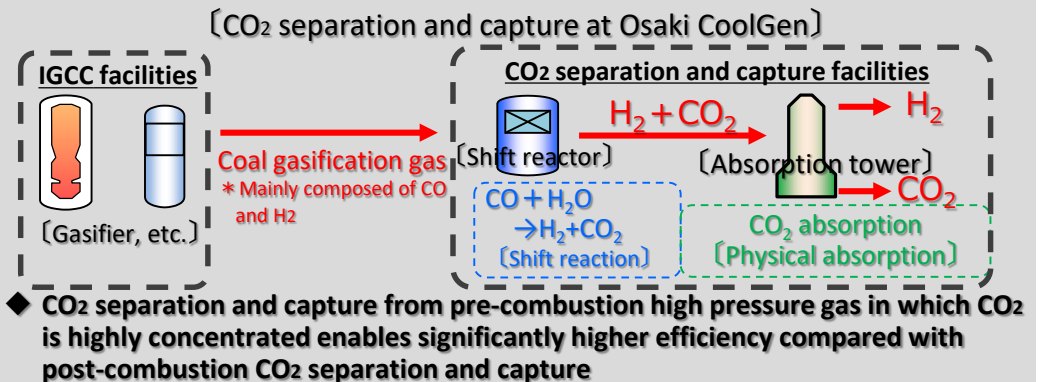 〔CO₂ separation and capture at Osaki CoolGen〕
IGCC facilities
〔Gasifier, etc.〕
Coal gasification gas
＊Mainly composed of CO
and H₂
CO₂ separation and capture facilities
〔Shift reactor〕
H₂＋CO₂
〔Absorption tower〕
H₂
CO₂
CO＋H₂O
→H₂+CO₂
〔Shift reaction〕
CO₂ absorption
〔Physical absorption〕
◆ CO₂ separation and capture from pre-combustion high pressure gas in which CO₂
is highly concentrated enables significantly higher efficiency compared with
post-combustion CO₂ separation and capture